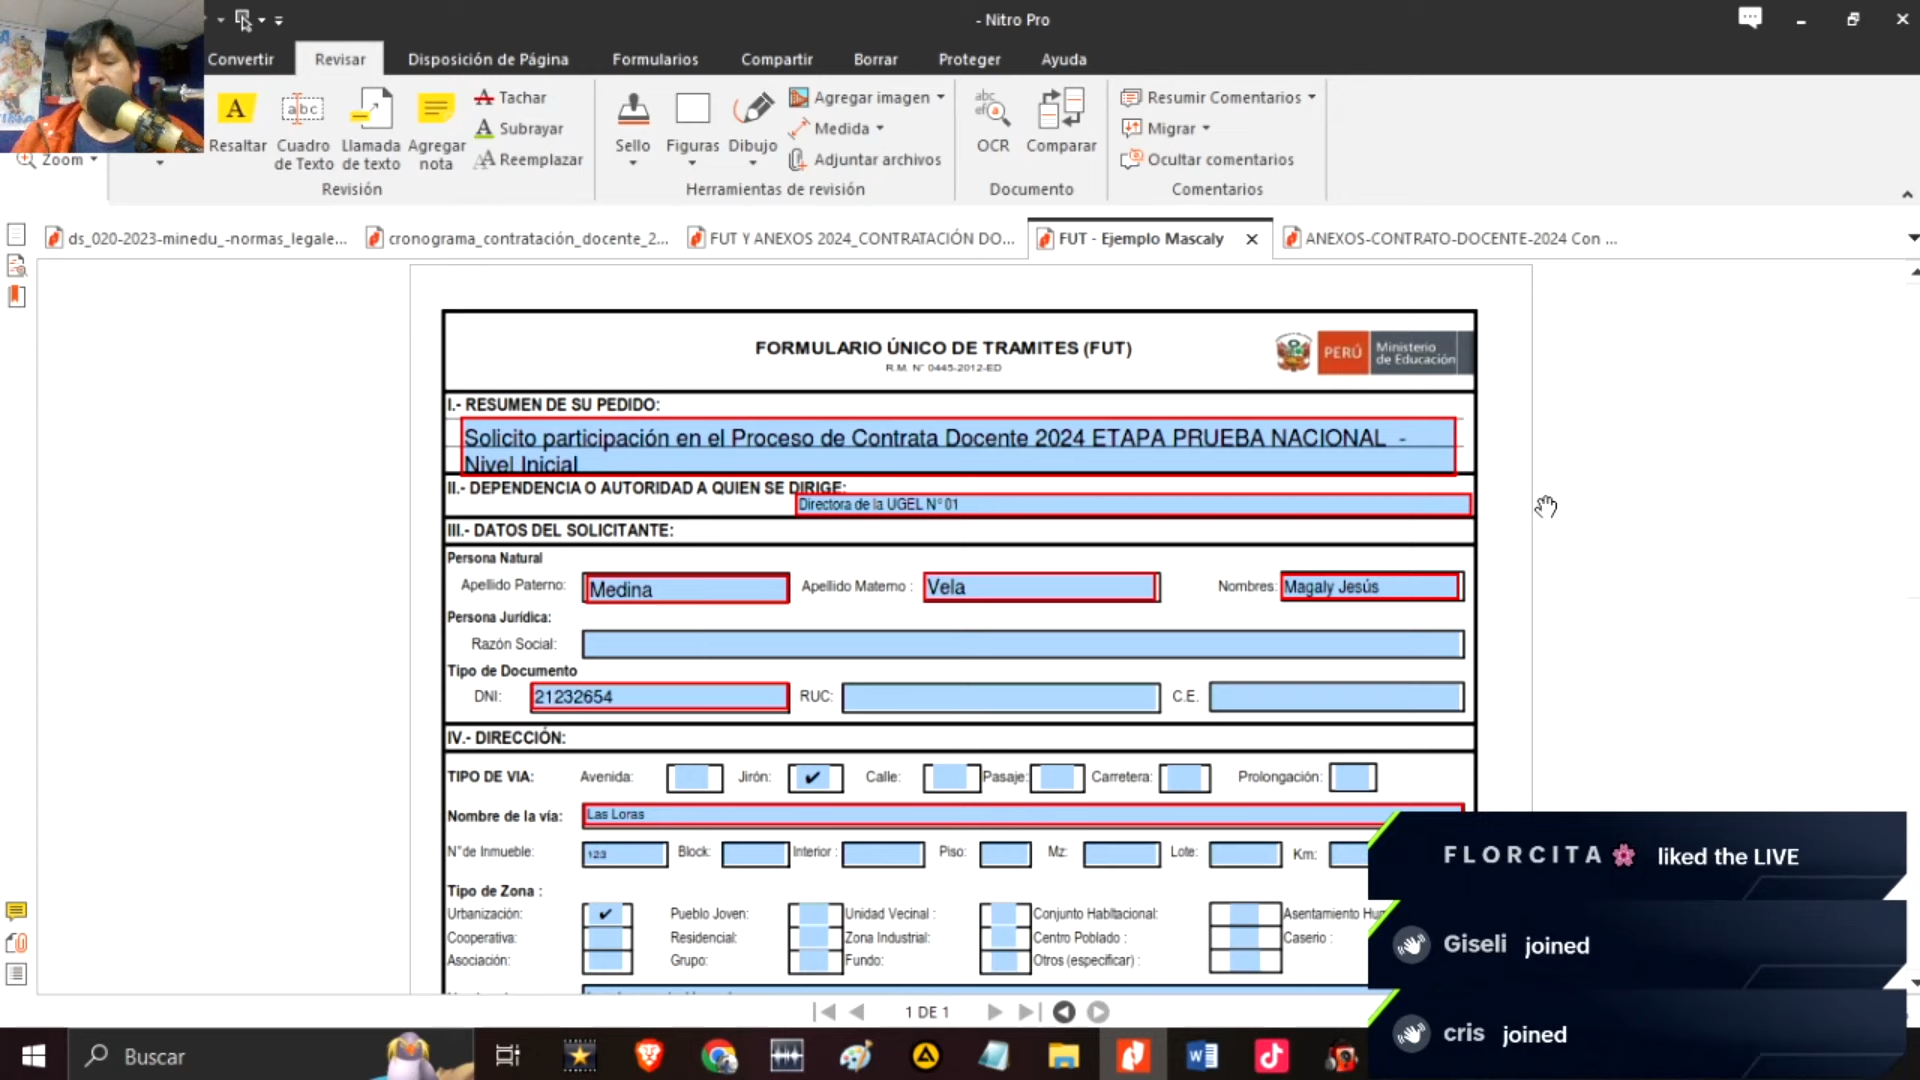 - Nitro Pro
Convertir
Revisar
Disposición de Página
Formularios
Compartir
Borrar
Proteger
Ayuda
Zoom
Resaltar
Cuadro de Texto
Llamada de texto
Agregar nota
Tachar
Subrayar
Reemplazar
Revisión
Sello
Figuras
Dibujo
Agregar imagen
Medida
Adjuntar archivos
Herramientas de revisión
OCR
Comparar
Documento
Resumir Comentarios
Migrar
Ocultar comentarios
Comentarios
ds_020-2023-minedu_-normas_legale...
cronograma_contratación_docente_2...
FUT Y ANEXOS 2024_CONTRATACIÓN DO...
FUT - Ejemplo Mascaly
ANEXOS-CONTRATO-DOCENTE-2024 Con ...
FORMULARIO ÚNICO DE TRAMITES (FUT)
R.M. N° 0445-2012-ED
PERÚ
Ministerio
de Educación
I.- RESUMEN DE SU PEDIDO:
Solicito participación en el Proceso de Contrata Docente 2024 ETAPA PRUEBA NACIONAL -
Nivel Inicial
II.- DEPENDENCIA O AUTORIDAD A QUIEN SE DIRIGE:
Directora de la UGEL N° 01
III.- DATOS DEL SOLICITANTE:
Persona Natural
Apellido Paterno: Medina Apellido Materno : Vela Nombres: Magaly Jesús
Persona Jurídica:
Razón Social:
Tipo de Documento
DNI: 21232654 RUC: C.E.
IV.- DIRECCIÓN:
TIPO DE VIA: Avenida: Jirón: ✔ Calle: Pasaje: Carretera: Prolongación:
Nombre de la vía: Las Loras
N°de Inmueble: 123 Block: Interior : Piso: Mz: Lote: Km:
Tipo de Zona :
Urbanización: ✔ Pueblo Joven: Unidad Vecinal : Conjunto Habitacional: Asentamiento Hu
Cooperativa: Residencial: Zona Industrial: Centro Poblado : Caserio :
Asociación: Grupo: Fundo: Otros (especificar) :
1 DE 1
FLORCITA🌸 liked the LIVE
Giseli joined
cris joined
Buscar